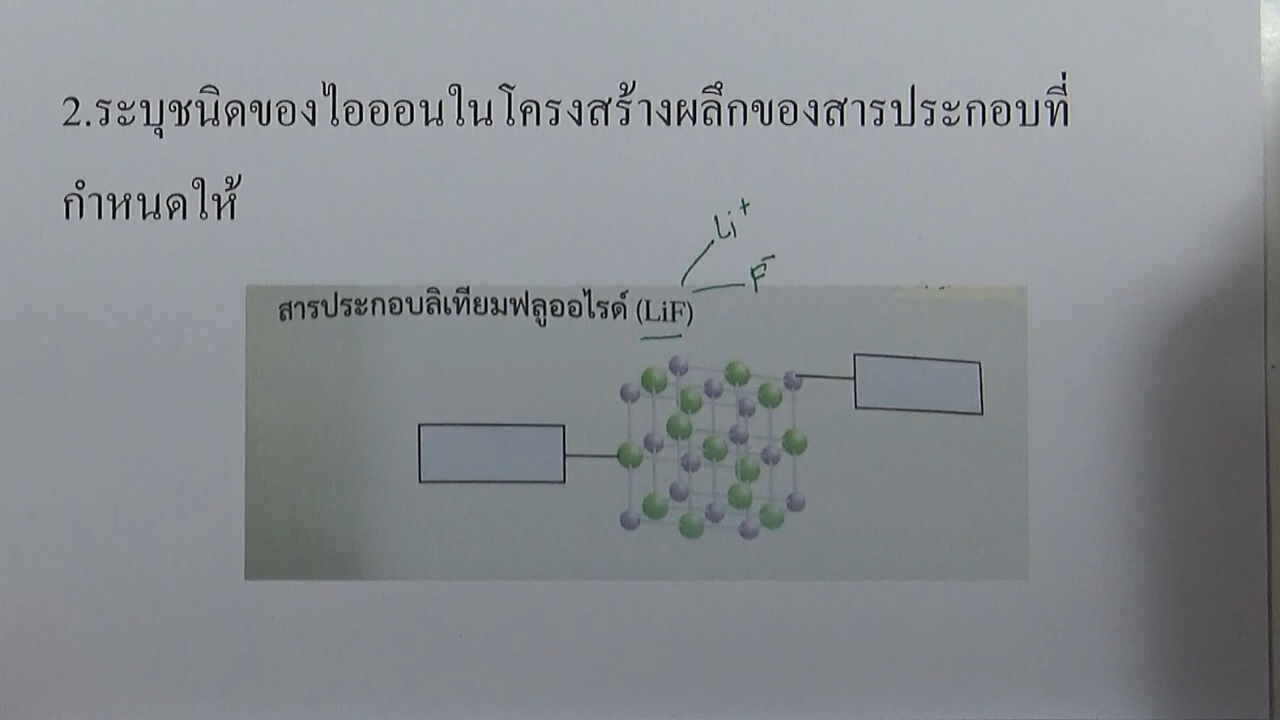 2.ระบุชนิดของไอออนในโครงสร้างผลึกของสารประกอบที่
กำหนดให้
Li⁺
F⁻
สารประกอบลิเทียมฟลูออไรด์ (LiF)